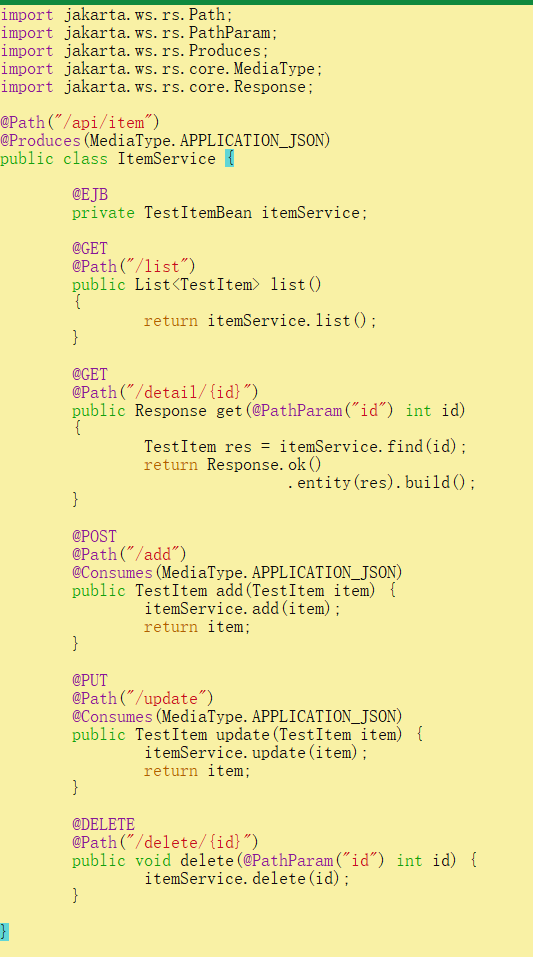 import jakarta.ws.rs.Path;
import jakarta.ws.rs.PathParam;
import jakarta.ws.rs.Produces;
import jakarta.ws.rs.core.MediaType;
import jakarta.ws.rs.core.Response;

@Path("/api/item")
@Produces(MediaType.APPLICATION_JSON)
public class ItemService {

        @EJB
        private TestItemBean itemService;

        @GET
        @Path("/list")
        public List<TestItem> list()
        {
                return itemService.list();
        }

        @GET
        @Path("/detail/{id}")
        public Response get(@PathParam("id") int id)
        {
                TestItem res = itemService.find(id);
                return Response.ok()
                                .entity(res).build();
        }

        @POST
        @Path("/add")
        @Consumes(MediaType.APPLICATION_JSON)
        public TestItem add(TestItem item) {
                itemService.add(item);
                return item;
        }

        @PUT
        @Path("/update")
        @Consumes(MediaType.APPLICATION_JSON)
        public TestItem update(TestItem item) {
                itemService.update(item);
                return item;
        }

        @DELETE
        @Path("/delete/{id}")
        public void delete(@PathParam("id") int id) {
                itemService.delete(id);
        }

}